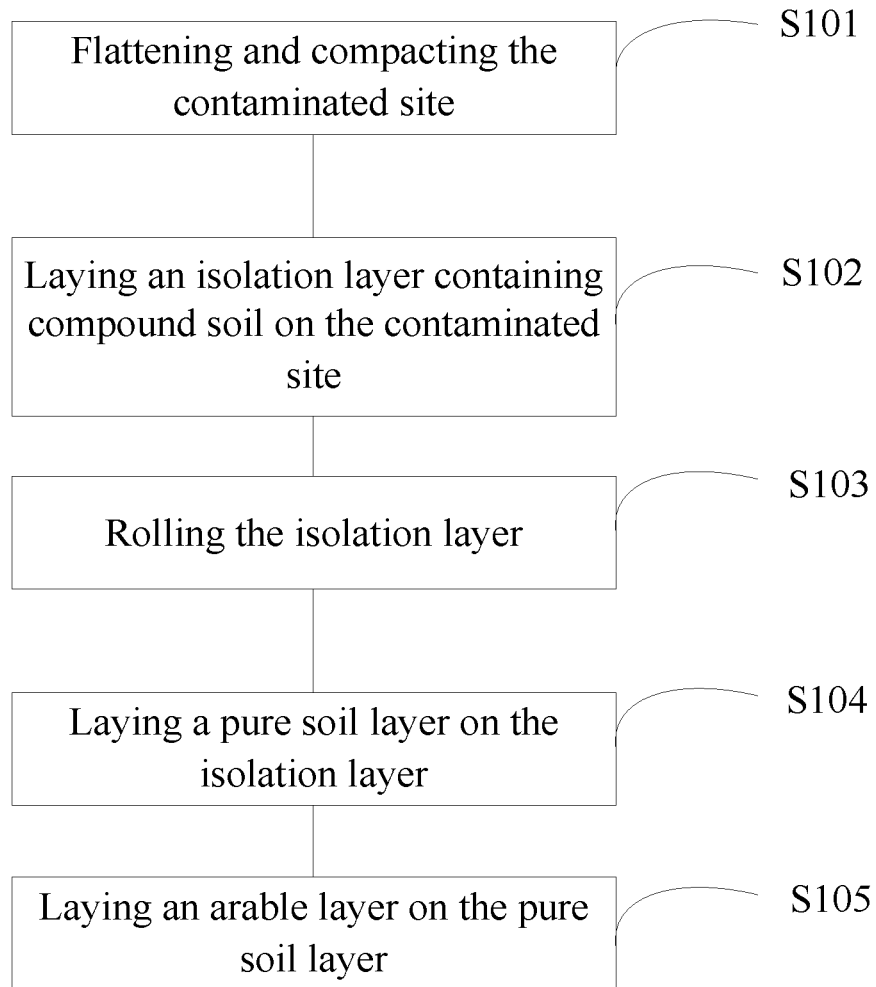 Flattening and compacting the
contaminated site
S101
Laying an isolation layer containing
compound soil on the contaminated
site
S102
Rolling the isolation layer
S103
Laying a pure soil layer on the
isolation layer
S104
Laying an arable layer on the pure
soil layer
S105